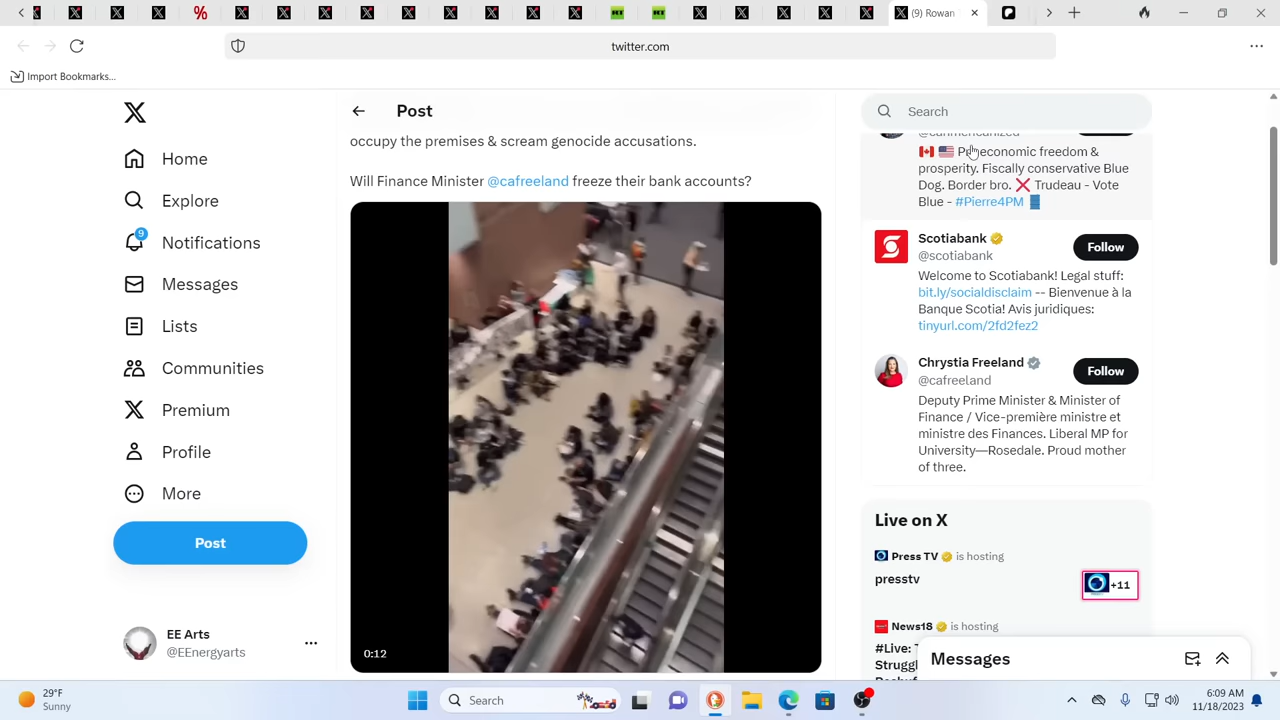 (9) Rowan
twitter.com
Import Bookmarks...
Post
Search
Home
Explore
9
Notifications
Messages
Lists
Communities
Premium
Profile
More
Post
EE Arts
@EEnergyarts
occupy the premises & scream genocide accusations.
Will Finance Minister @cafreeland freeze their bank accounts?
0:12
economic freedom &
prosperity. Fiscally conservative Blue
Dog. Border bro. ❌ Trudeau - Vote
Blue - #Pierre4PM
Scotiabank
@scotiabank
Follow
Welcome to Scotiabank! Legal stuff:
bit.ly/socialdisclaim -- Bienvenue à la
Banque Scotia! Avis juridiques:
tinyurl.com/2fd2fez2
Chrystia Freeland
@cafreeland
Follow
Deputy Prime Minister & Minister of
Finance / Vice-première ministre et
ministre des Finances. Liberal MP for
University—Rosedale. Proud mother
of three.
Live on X
Press TV is hosting
presstv
+11
News18 is hosting
#Live:
Struggl
Messages
29°F
Sunny
Search
6:09 AM
11/18/2023